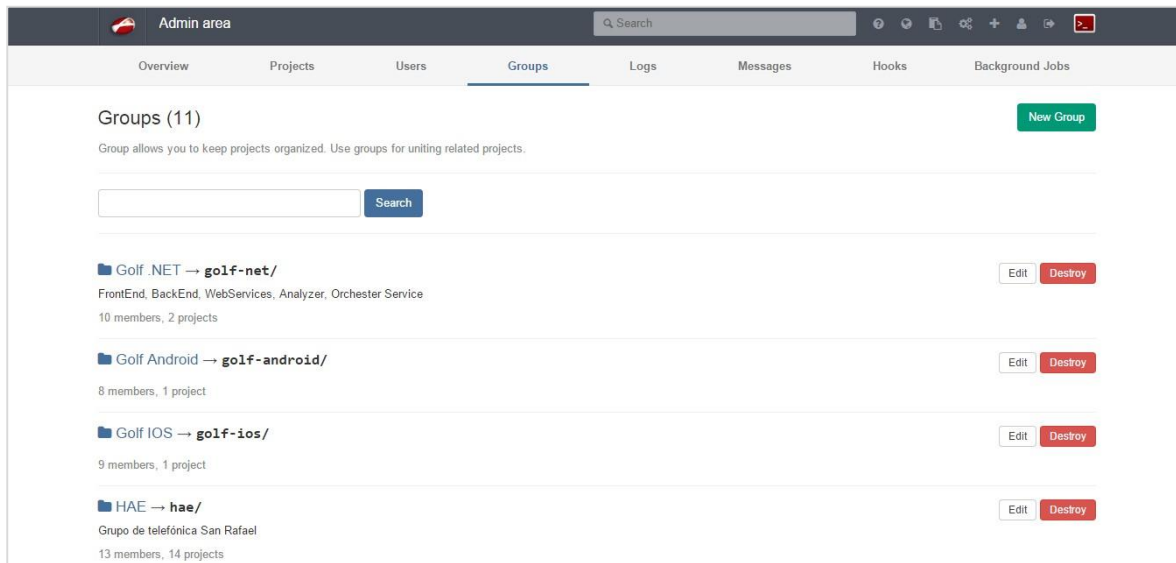 Admin area
Search
>_
Overview Projects Users Groups Logs Messages Hooks Background Jobs
Groups (11)
New Group
Group allows you to keep projects organized. Use groups for uniting related projects.
Search
Golf .NET → golf-net/
Edit Destroy
FrontEnd, BackEnd, WebServices, Analyzer, Orchester Service
10 members, 2 projects
Golf Android → golf-android/
Edit Destroy
8 members, 1 project
Golf IOS → golf-ios/
Edit Destroy
9 members, 1 project
HAE → hae/
Edit Destroy
Grupo de telefónica San Rafael
13 members, 14 projects